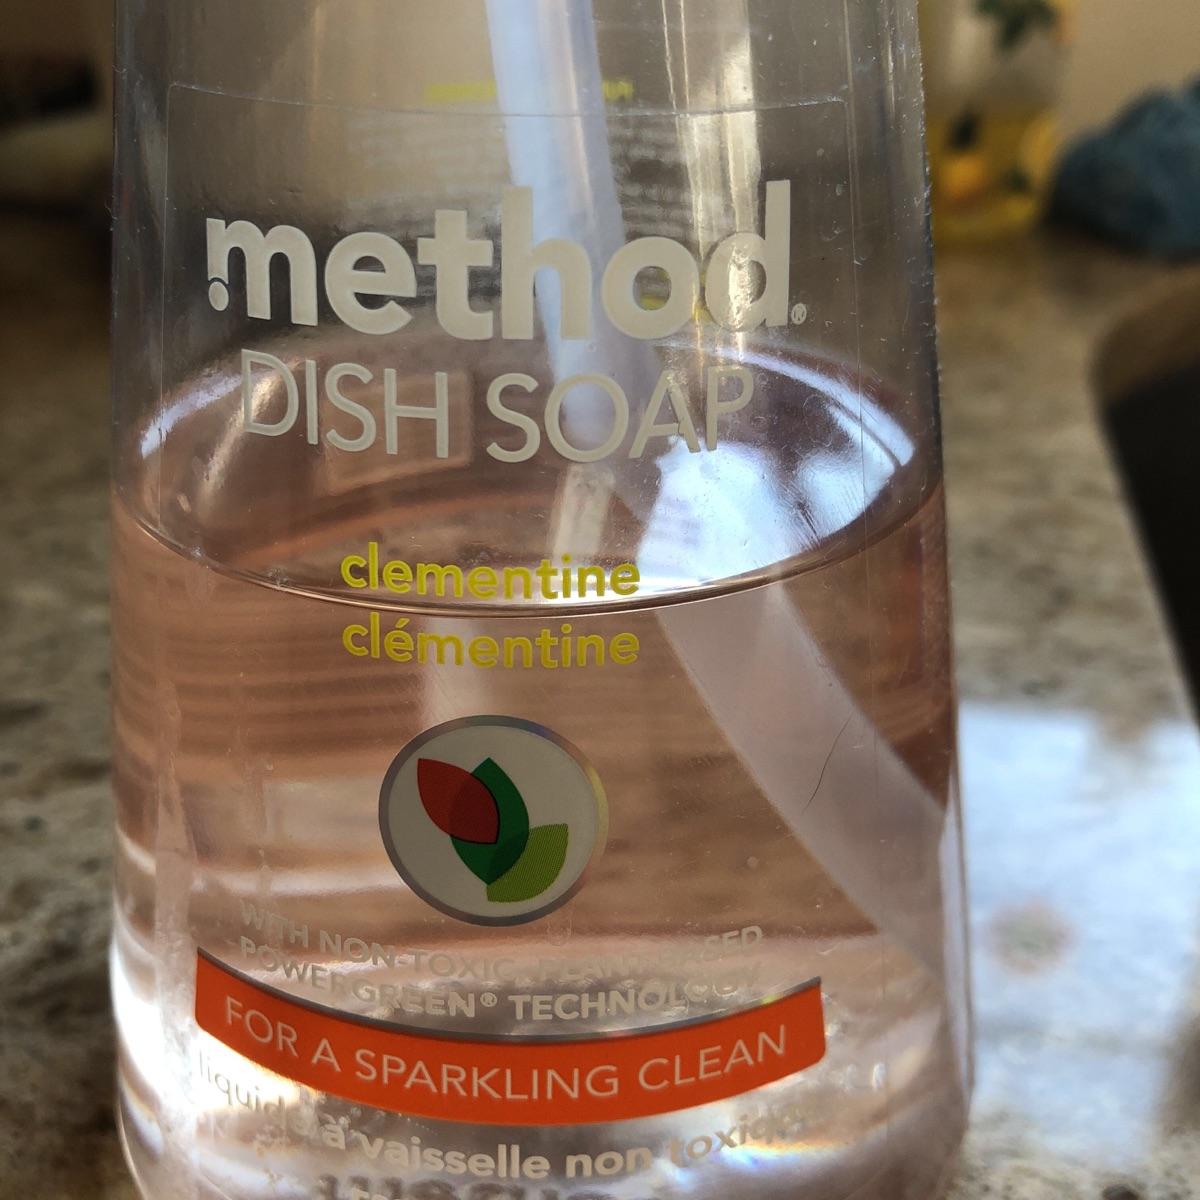 method®
DISH SOAP
clementine
clémentine
WITH NON-TOXIC, PLANT-BASED
POWERGREEN® TECHNOLOGY
FOR A SPARKLING CLEAN
liquide à vaisselle non toxique